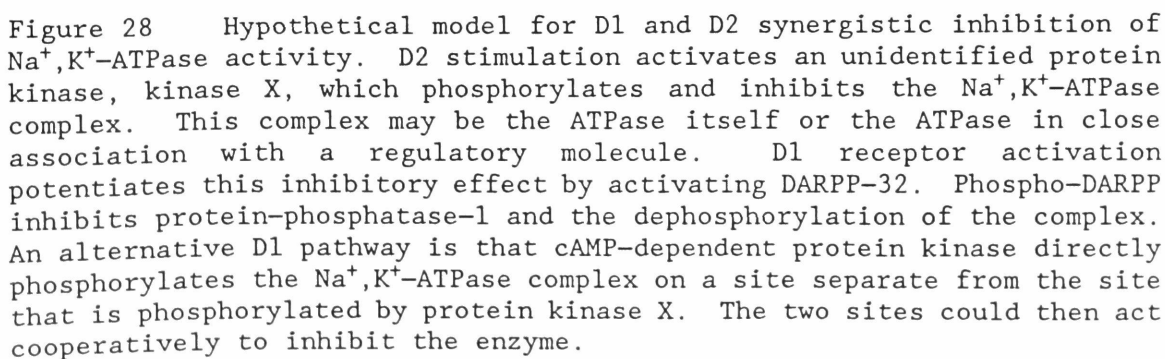 Figure 28 Hypothetical model for D1 and D2 synergistic inhibition of
Na⁺,K⁺–ATPase activity. D2 stimulation activates an unidentified protein
kinase, kinase X, which phosphorylates and inhibits the Na⁺,K⁺–ATPase
complex. This complex may be the ATPase itself or the ATPase in close
association with a regulatory molecule. D1 receptor activation
potentiates this inhibitory effect by activating DARPP-32. Phospho-DARPP
inhibits protein-phosphatase-1 and the dephosphorylation of the complex.
An alternative D1 pathway is that cAMP-dependent protein kinase directly
phosphorylates the Na⁺,K⁺–ATPase complex on a site separate from the site
that is phosphorylated by protein kinase X. The two sites could then act
cooperatively to inhibit the enzyme.